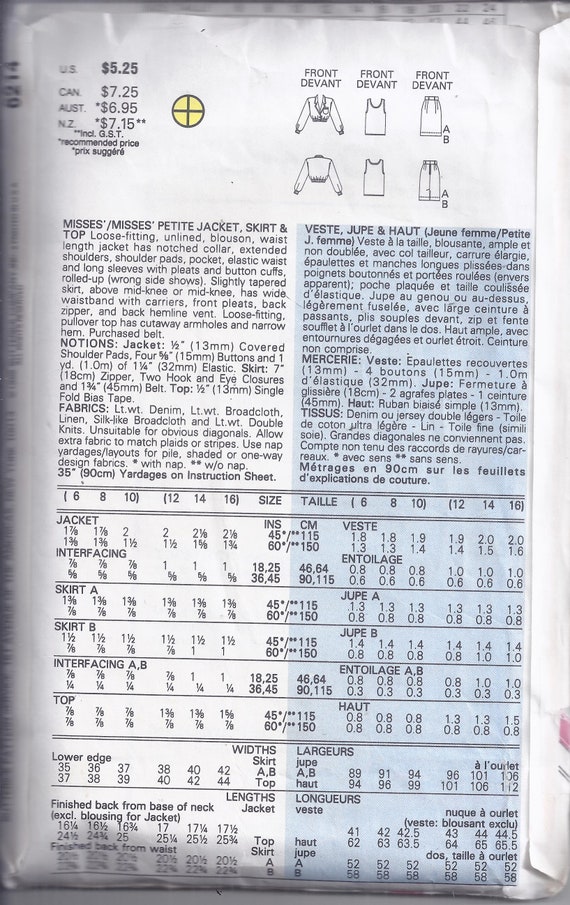 6214
U.S. $5.25
CAN. $7.25
AUST. *$6.95
N.Z. *$7.15**
**Incl. G.S.T.
*recommended price
*prix suggéré
FRONT DEVANT
FRONT DEVANT
FRONT DEVANT
A
B
A
B
MISSES'/MISSES' PETITE JACKET, SKIRT &
TOP Loose-fitting, unlined, blouson, waist
length jacket has notched collar, extended
shoulders, shoulder pads, pocket, elastic waist
and long sleeves with pleats and button cuffs,
rolled-up (wrong side shows). Slightly tapered
skirt, above mid-knee or mid-knee, has wide
waistband with carriers, front pleats, back
zipper, and back hemline vent. Loose-fitting,
pullover top has cutaway armholes and narrow
hem. Purchased belt.
NOTIONS: Jacket: ½" (13mm) Covered
Shoulder Pads, Four ⅝" (15mm) Buttons and 1
yd. (1.0m) of 1¼" (32mm) Elastic. Skirt: 7"
(18cm) Zipper, Two Hook and Eye Closures
and 1¾" (45mm) Belt. Top: ½" (13mm) Single
Fold Bias Tape.
FABRICS: Lt.wt. Denim, Lt.wt. Broadcloth,
Linen, Silk-like Broadcloth and Lt.wt. Double
Knits. Unsuitable for obvious diagonals. Allow
extra fabric to match plaids or stripes. Use nap
yardages/layouts for pile, shaded or one-way
design fabrics. * with nap. ** w/o nap.
35" (90cm) Yardages on Instruction Sheet.
VESTE, JUPE & HAUT (Jeune femme/Petite
J. femme) Veste à la taille, blousante, ample et
non doublée, avec col tailleur, carrure élargie,
épaulettes et manches longues plissées-dans
poignets boutonnés et portées roulées (envers
apparent); poche plaquée et taille coulissée
d'élastique. Jupe au genou ou au-dessus,
légèrement fuselée, avec large ceinture à
passants, plis souples devant, zip et fente
soufflet à l'ourlet dans le dos. Haut ample, avec
entournures dégagées et ourlet étroit. Ceinture
non comprise.
MERCERIE: Veste: Epaulettes recouvertes
(13mm) - 4 boutons (15mm) - 1.0m
d'élastique (32mm). Jupe: Fermeture à
glissière (18cm) - 2 agrafes plates - 1 ceinture
(45mm). Haut: Ruban biaisé simple (13mm).
TISSUS: Denim ou jersey double légers - Toile
de coton ultra légère - Lin - Toile fine (simili
soie). Grandes diagonales ne conviennent pas.
Compte non tenu des raccords de rayures/car-
reaux. * avec sens ** sans sens.
Métrages en 90cm sur les feuillets
d'explications de couture.
( 6 8 10) (12 14 16) SIZE TAILLE ( 6 8 10) (12 14 16)
JACKET INS CM VESTE
1⅞ 1⅞ 2 2 2⅛ 2⅛ 45*/**115 1.8 1.8 1.9 1.9 2.0 2.0
1⅜ 1⅜ 1½ 1½ 1⅝ 1¾ 60*/**150 1.3 1.3 1.4 1.4 1.5 1.6
INTERFACING ENTOILAGE
⅞ ⅞ ⅞ 1 1 1 18,25 46,64 0.8 0.8 0.8 1.0 1.0 1.0
⅝ ⅝ ⅝ ⅝ ⅝ ⅝ 36,45 90,115 0.6 0.6 0.6 0.6 0.6 0.6
SKIRT A JUPE A
1⅜ 1⅜ 1⅜ 1⅜ 1⅜ 1⅜ 45*/**115 1.3 1.3 1.3 1.3 1.3 1.3
⅞ ⅞ ⅞ ⅞ ⅞ ⅞ 60*/**150 0.8 0.8 0.8 0.8 0.8 0.8
SKIRT B JUPE B
1½ 1½ 1½ 1½ 1½ 1½ 45*/**115 1.4 1.4 1.4 1.4 1.4 1.4
⅞ ⅞ ⅞ ⅞ 1 1 60*/**150 0.8 0.8 0.8 0.8 1.0 1.0
INTERFACING A,B ENTOILAGE A,B
⅞ ⅞ ⅞ ⅞ 1 1 18,25 46,64 0.8 0.8 0.8 0.8 1.0 1.0
¼ ¼ ¼ ¼ ¼ ¼ 36,45 90,115 0.3 0.3 0.3 0.3 0.3 0.3
TOP HAUT
⅞ ⅞ ⅞ 1⅜ 1⅜ 1⅝ 45*/**115 0.8 0.8 0.8 1.3 1.3 1.5
⅞ ⅞ ⅞ ⅞ ⅞ ⅞ 60*/**150 0.8 0.8 0.8 0.8 0.8 0.8
WIDTHS LARGEURS
Lower edge Skirt jupe à l'ourlet
35 36 37 38 40 42 A,B A,B 89 91 94 96 101 106
37 38 39 40 42 44 Top haut 94 96 99 101 106 112
LENGTHS LONGUEURS
Finished back from base of neck Jacket veste nuque à ourlet
(excl. blousing for Jacket) (veste: blousant exclu)
16¼ 16½ 16¾ 17 17¼ 17½ 41 42 42.5 43 44 44.5
24½ 24¾ 25 25¼ 25½ 25¾ Top haut 62 63 63.5 64 65 65.5
Finished back from waist Skirt jupe dos, taille à ourlet
20½ 20½ 20½ 20½ 20½ 20½ A A 52 52 52 52 52 52
22¾ 22¾ 22¾ 22¾ 22¾ 22¾ B B 58 58 58 58 58 58